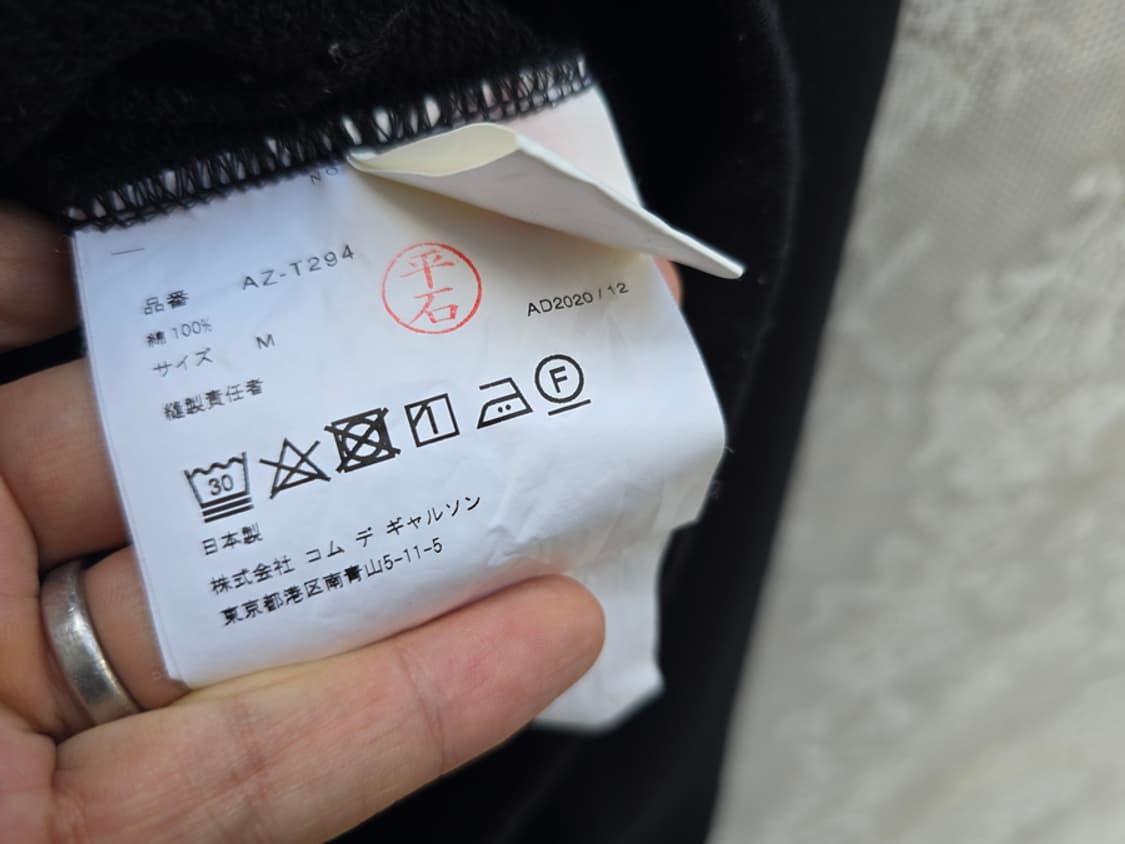 NO
品番 AZ-T294
綿 100%
サイズ M
縫製責任者
平石
AD2020 / 12
30
1
F
日本製
株式会社 コム デ ギャルソン
東京都港区南青山5-11-5